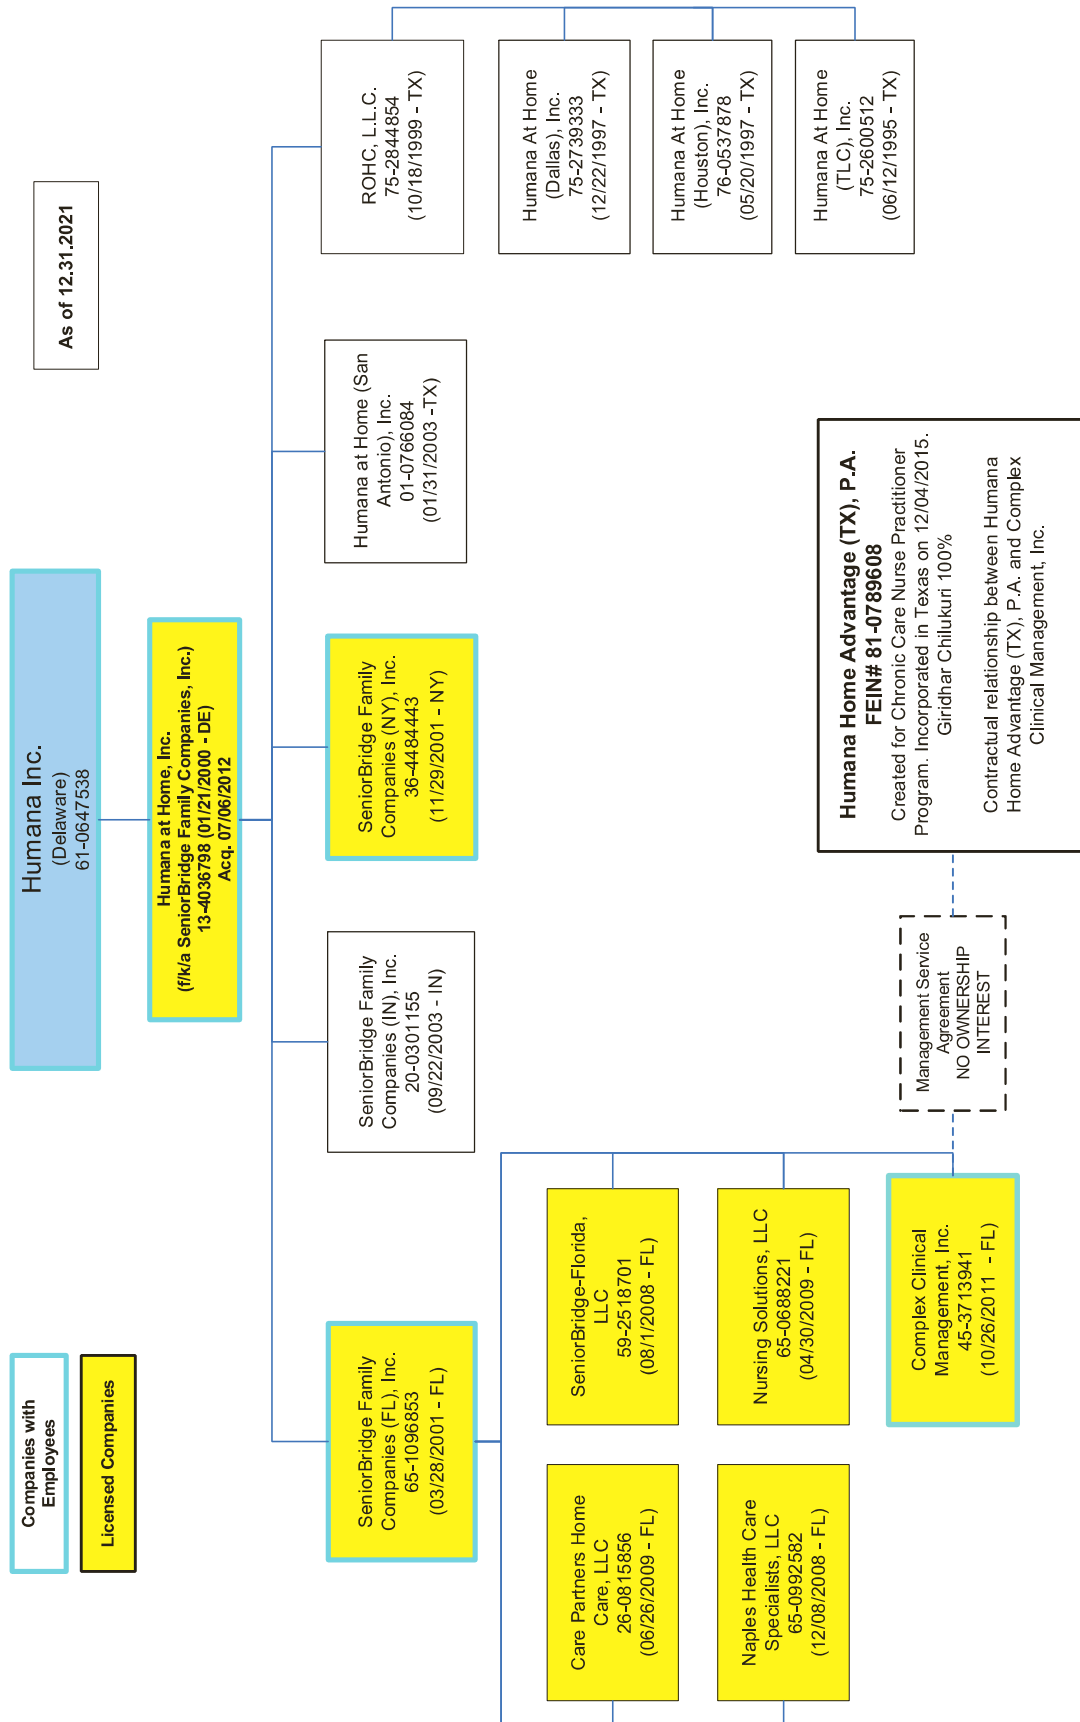 Companies with
Employees
Licensed Companies
Humana Inc.
(Delaware)
61-0647538
As of 12.31.2021
Humana at Home, Inc.
(f/k/a SeniorBridge Family Companies, Inc.)
13-4036798 (01/21/2000 - DE)
Acq. 07/06/2012
SeniorBridge Family
Companies (FL), Inc.
65-1096853
(03/28/2001 - FL)
SeniorBridge Family
Companies (IN), Inc.
20-0301155
(09/22/2003 - IN)
SeniorBridge Family
Companies (NY), Inc.
36-4484443
(11/29/2001 - NY)
Humana at Home (San
Antonio), Inc.
01-0766084
(01/31/2003 -TX)
ROHC, L.L.C.
75-2844854
(10/18/1999 - TX)
Humana At Home
(Dallas), Inc.
75-2739333
(12/22/1997 - TX)
Humana At Home
(Houston), Inc.
76-0537878
(05/20/1997 - TX)
Humana At Home
(TLC), Inc.
75-2600512
(06/12/1995 - TX)
Care Partners Home
Care, LLC
26-0815856
(06/26/2009 - FL)
SeniorBridge-Florida,
LLC
59-2518701
(08/1/2008 - FL)
Naples Health Care
Specialists, LLC
65-0992582
(12/08/2008 - FL)
Nursing Solutions, LLC
65-0688221
(04/30/2009 - FL)
Complex Clinical
Management, Inc.
45-3713941
(10/26/2011 - FL)
Management Service
Agreement
NO OWNERSHIP
INTEREST
Humana Home Advantage (TX), P.A.
FEIN# 81-0789608
Created for Chronic Care Nurse Practitioner
Program. Incorporated in Texas on 12/04/2015.
Giridhar Chilukuri 100%
Contractual relationship between Humana
Home Advantage (TX), P.A. and Complex
Clinical Management, Inc.